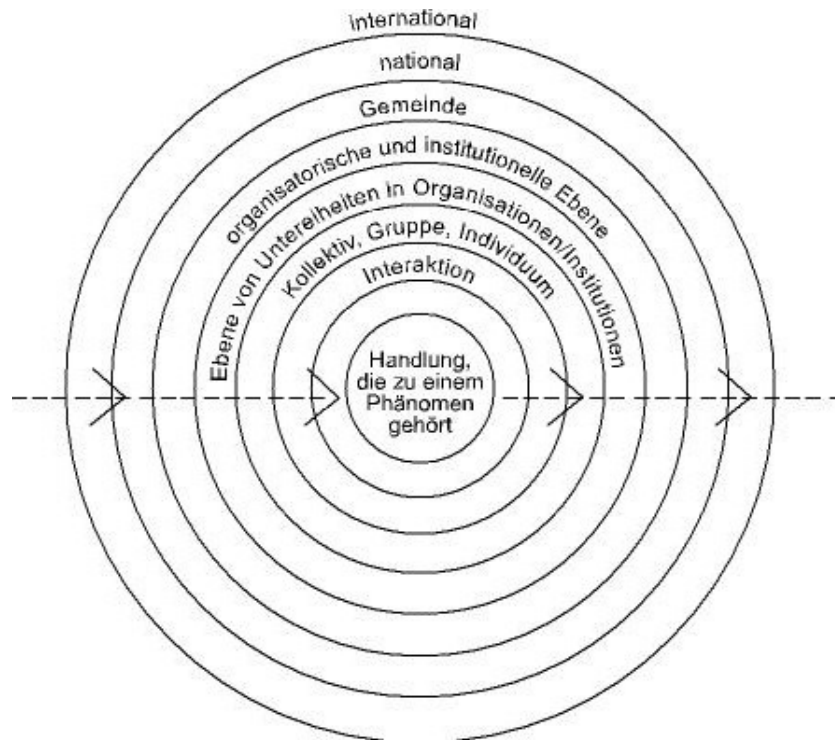 international
national
Gemeinde
organisatorische und institutionelle Ebene
Ebene von Untereiheiten in Organisationen/Institutionen
Kollektiv, Gruppe, Individuum
Interaktion
Handlung,
die zu einem
Phänomen
gehört